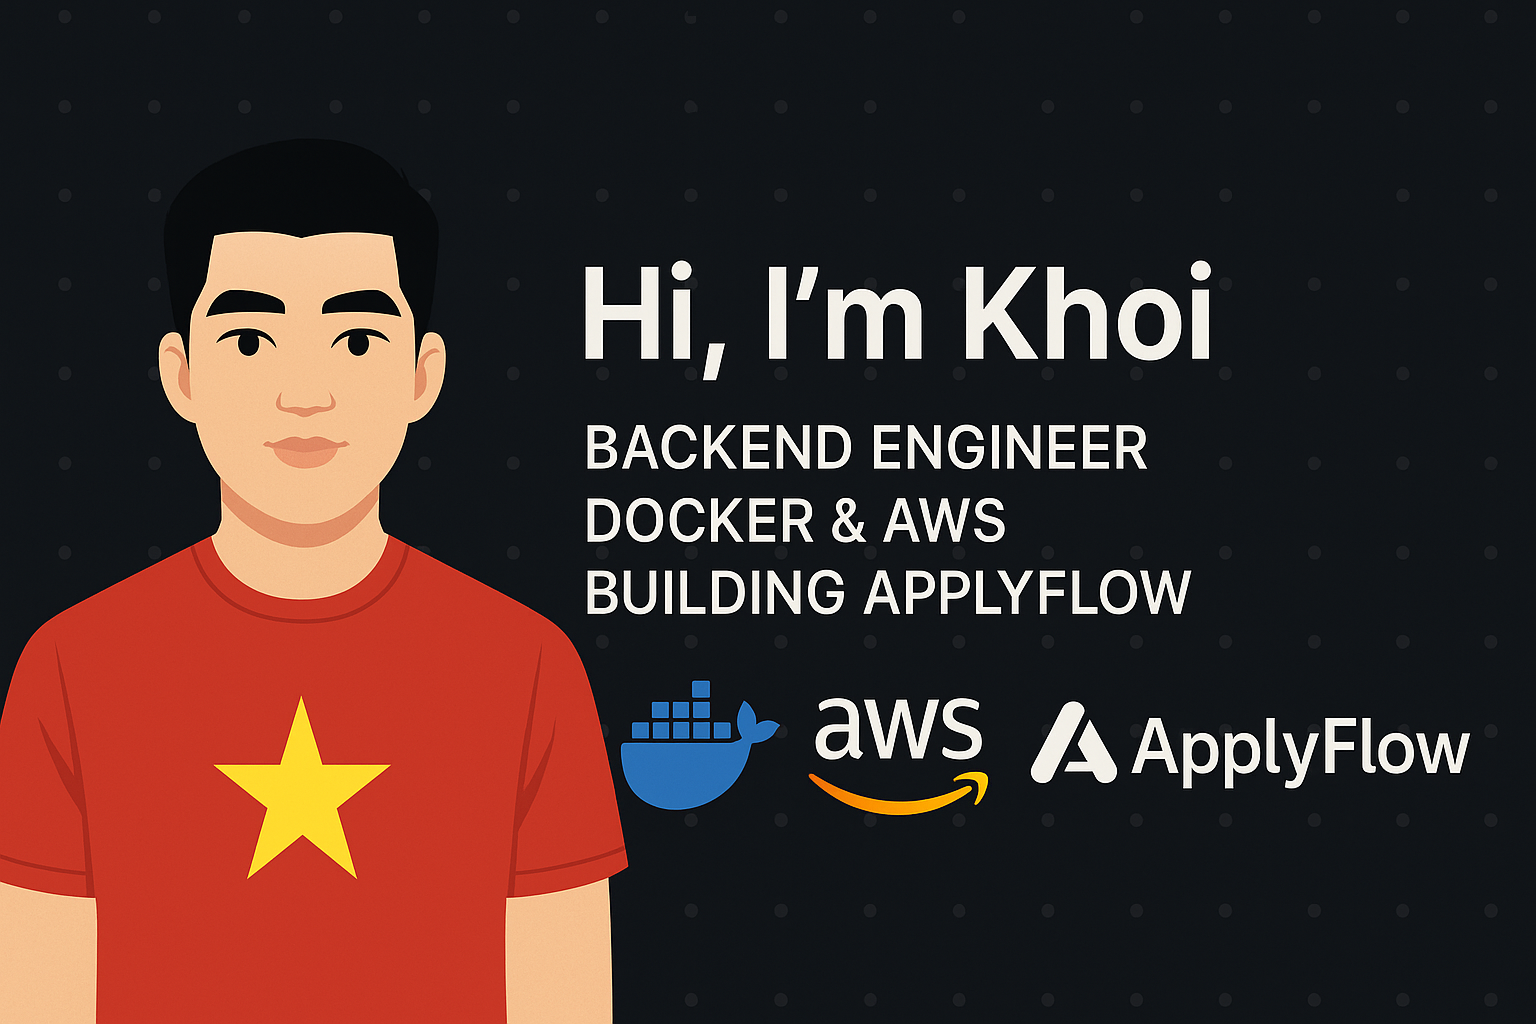 Hi, I’m Khoi
BACKEND ENGINEER
DOCKER & AWS
BUILDING APPLYFLOW
aws
ApplyFlow